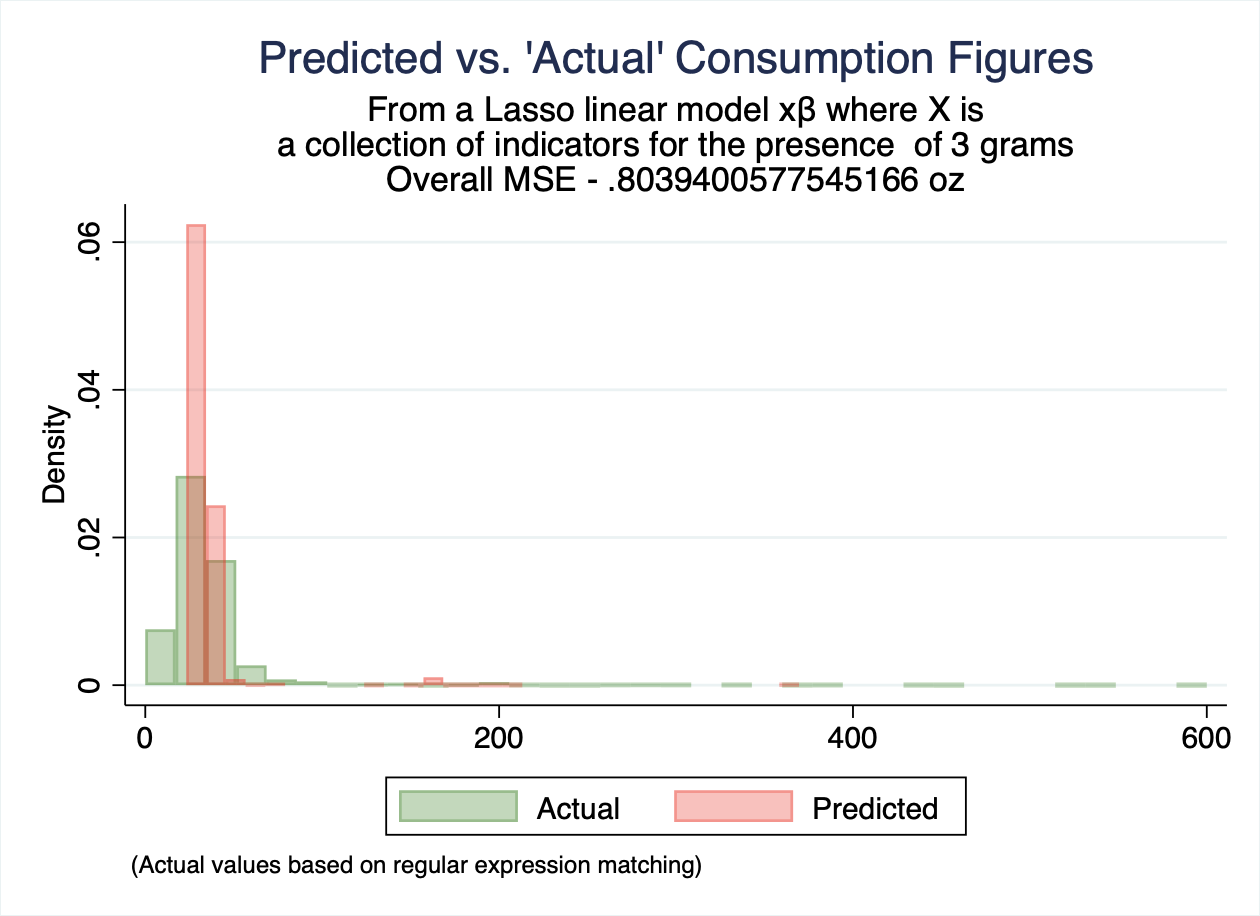 Predicted vs. 'Actual' Consumption Figures
From a Lasso linear model xβ where X is
a collection of indicators for the presence  of 3 grams
Overall MSE - .8039400577545166 oz
Density
.06
.04
.02
0
0 200 400 600
Actual Predicted
(Actual values based on regular expression matching)